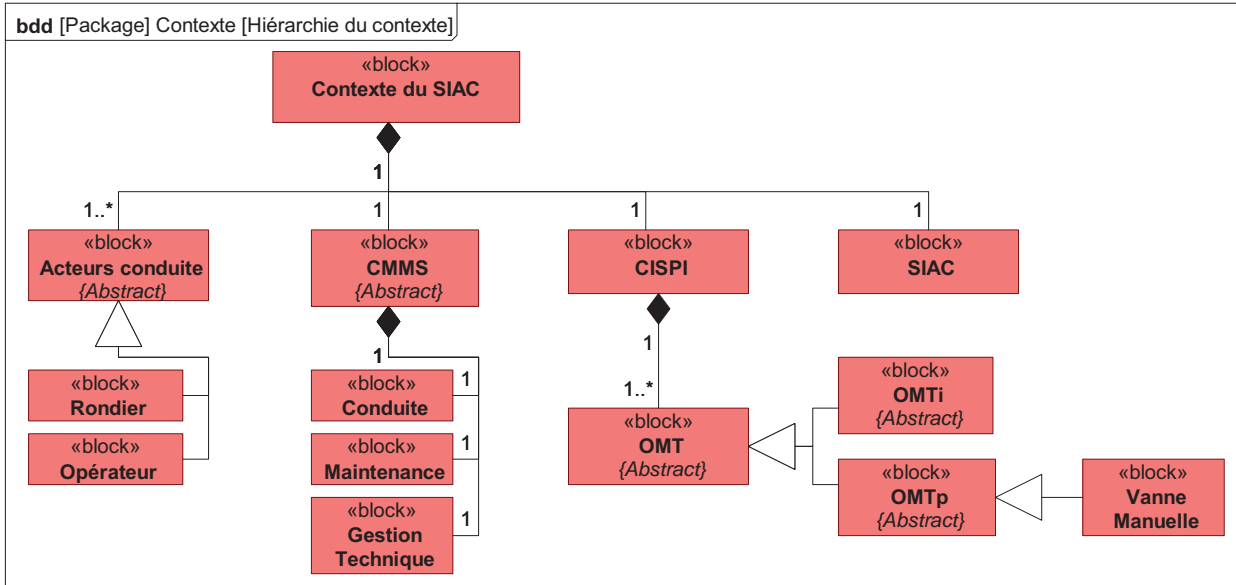 bdd [Package] Contexte [Hiérarchie du contexte]
«block»
Contexte du SIAC
1
1..*
1
1
1
«block»
Acteurs conduite
{Abstract}
«block»
CMMS
{Abstract}
«block»
CISPI
«block»
SIAC
1
1
1..*
«block»
Rondier
«block»
Opérateur
1
«block»
Conduite
1
«block»
Maintenance
1
«block»
Gestion
Technique
«block»
OMT
{Abstract}
«block»
OMTi
{Abstract}
«block»
OMTp
{Abstract}
«block»
Vanne
Manuelle